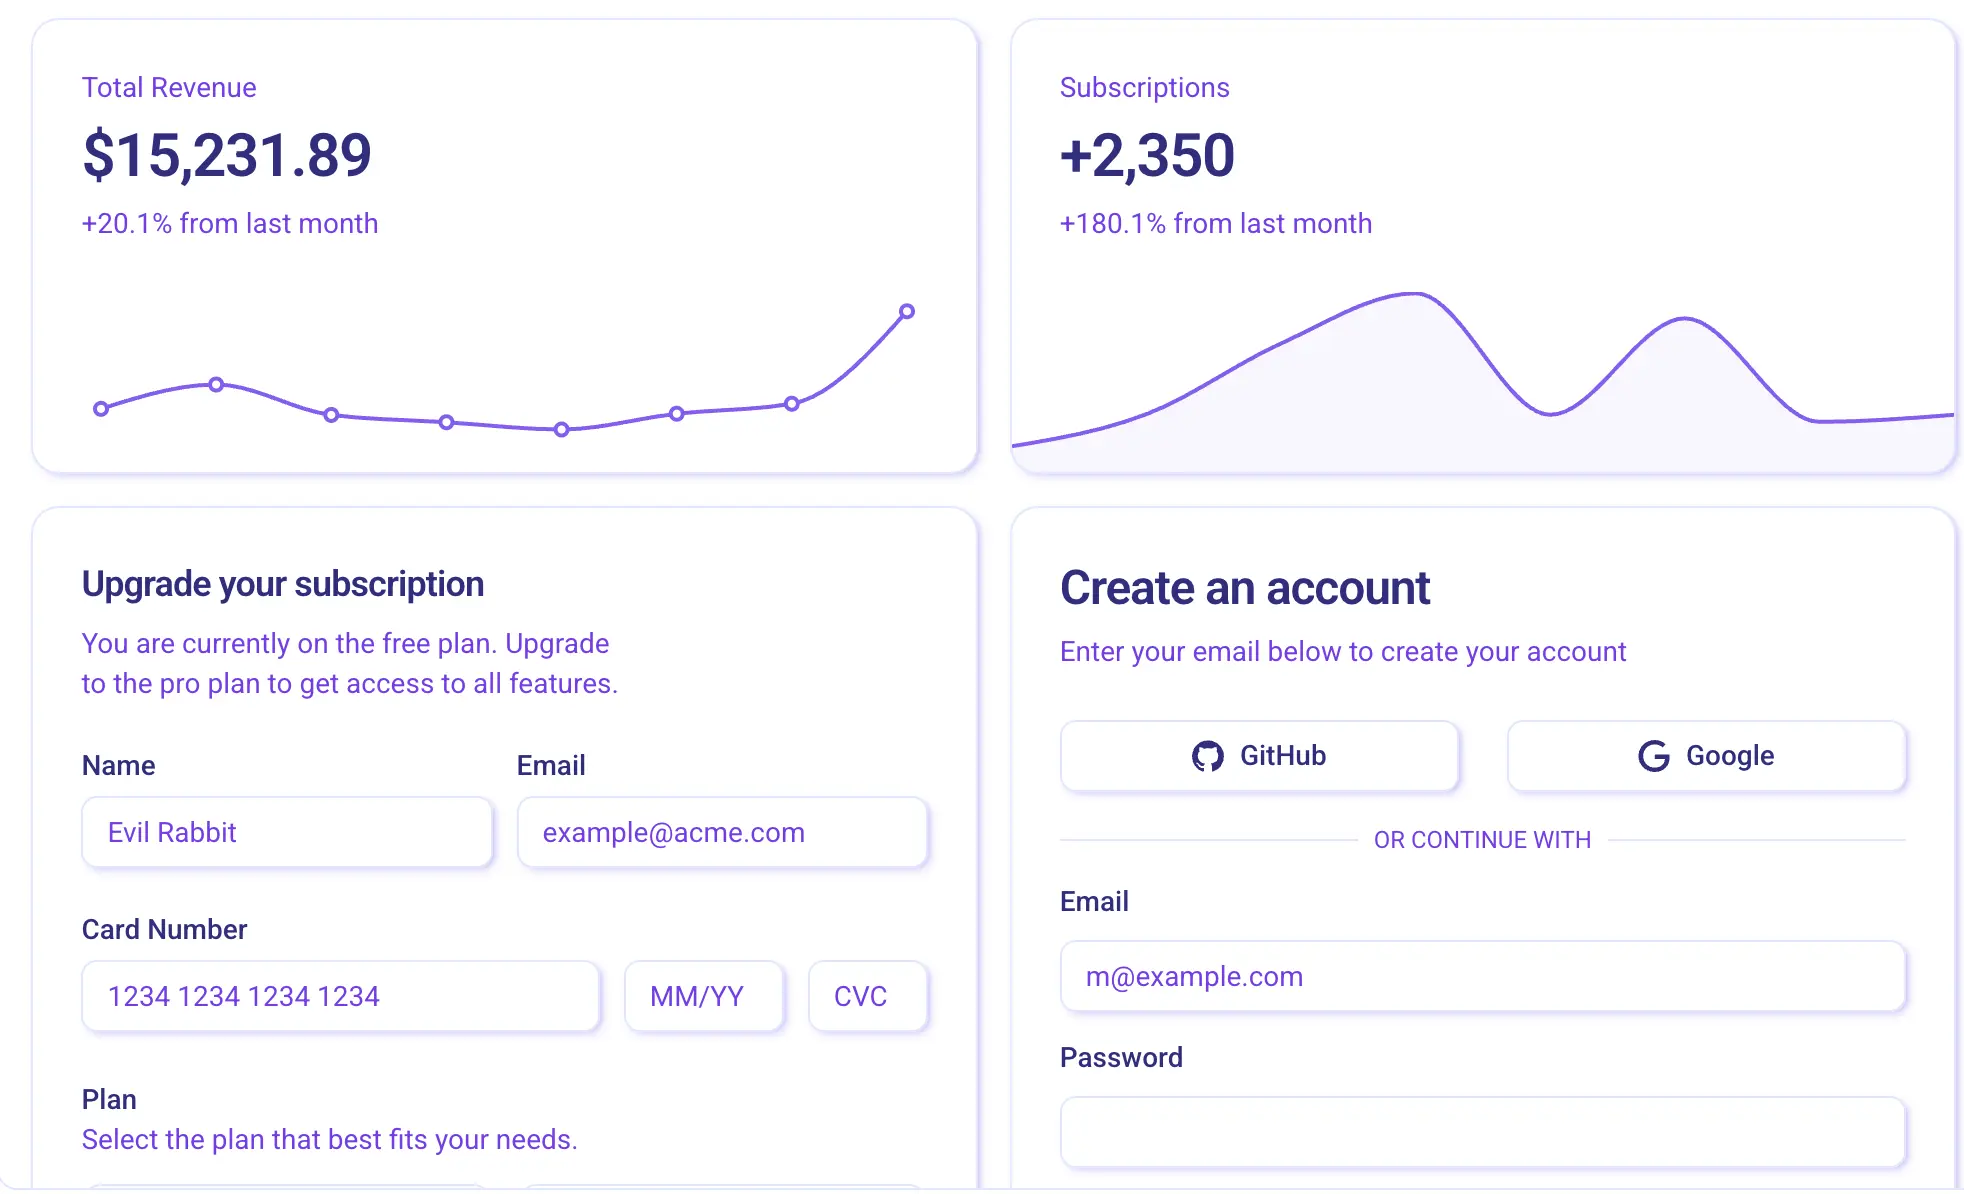 Total Revenue
$15,231.89
+20.1% from last month
Subscriptions
+2,350
+180.1% from last month
Upgrade your subscription
You are currently on the free plan. Upgrade
to the pro plan to get access to all features.
Name
Email
Evil Rabbit
example@acme.com
Card Number
1234 1234 1234 1234
MM/YY
CVC
Plan
Select the plan that best fits your needs.
Create an account
Enter your email below to create your account
GitHub
Google
OR CONTINUE WITH
Email
m@example.com
Password